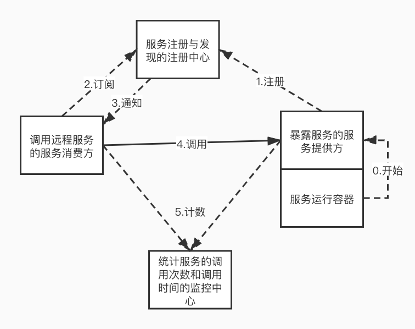 服务注册与发
现的注册中心
2.订阅
3.通知
1.注册
调用远程服务
的服务消费方
4.调用
暴露服务的服
务提供方
0.开始
服务运行容器
5.计数
统计服务的调
用次数和调用
时间的监控中
心